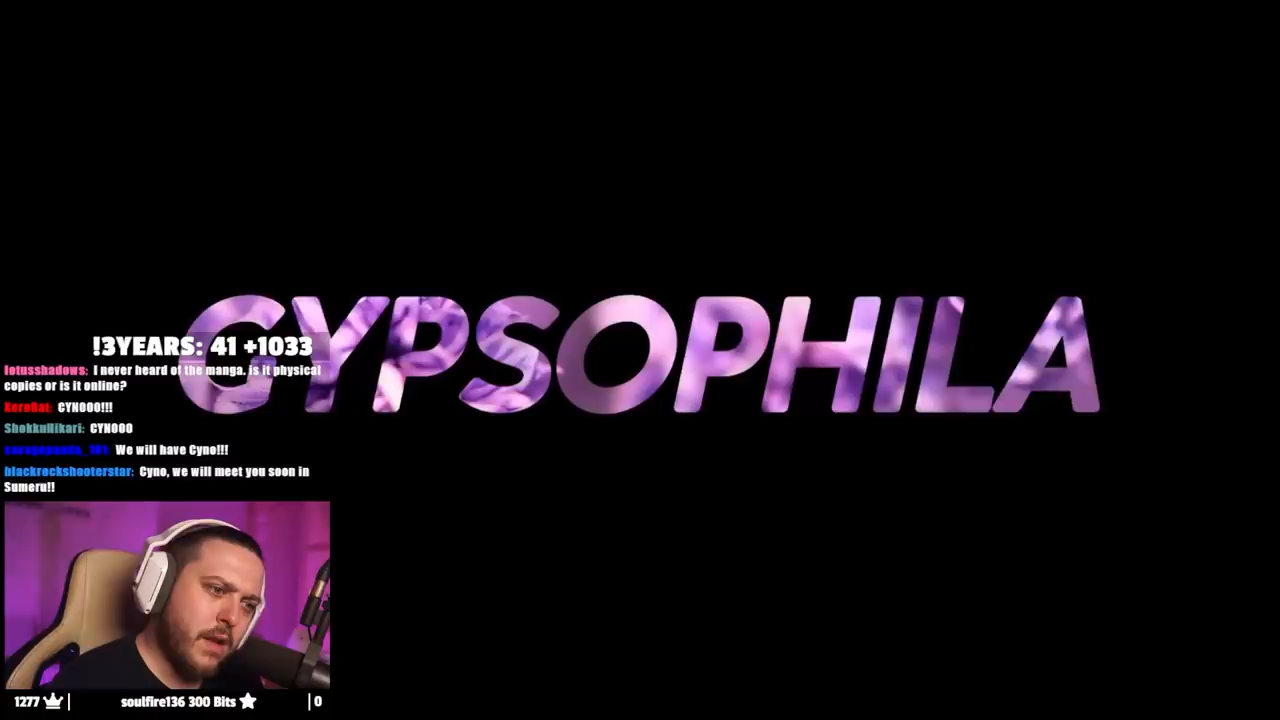 GYPSOPHILA
!3YEARS: 41 +1033
lotusshadows: I never heard of the manga. is it physical
copies or is it online?
XeroRat: CYNOOO!!!
ShokkuHikari: CYNOOO
We will have Cyno!!!
blackrockshooterstar: Cyno, we will meet you soon in
Sumeru!!
1277 | soulfire136 300 Bits | 0